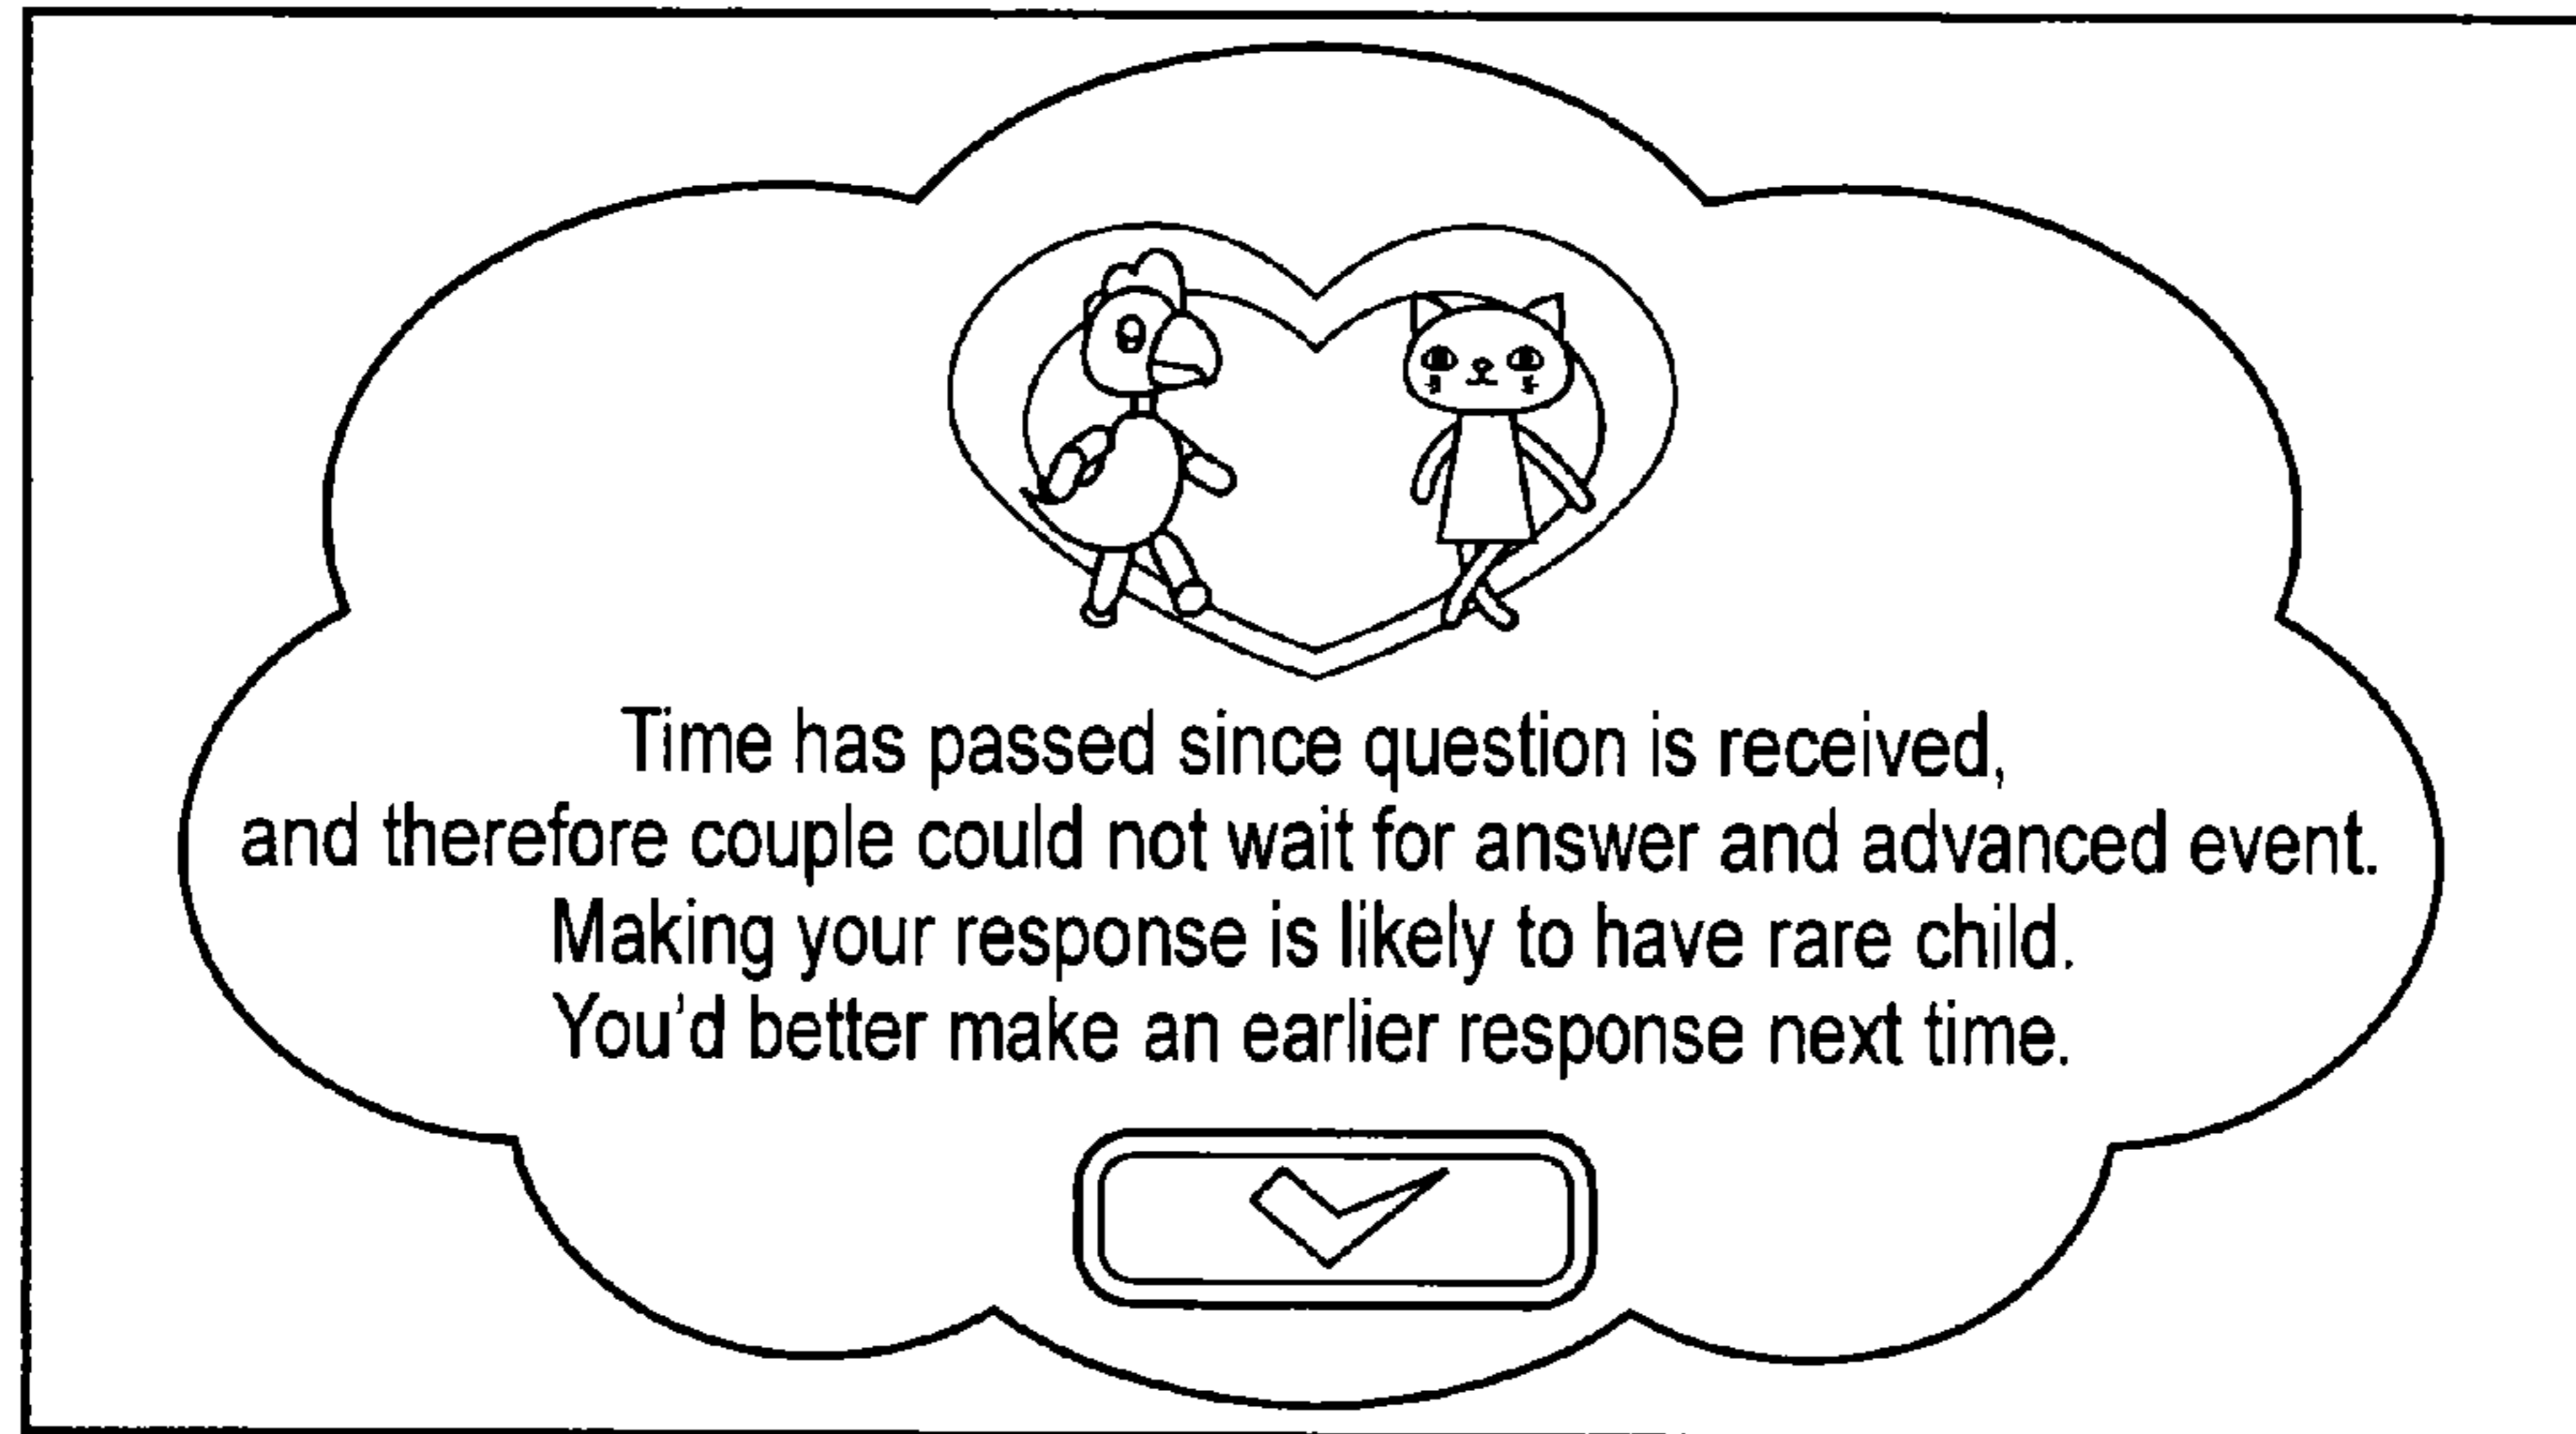 Time has passed since question is received,
and therefore couple could not wait for answer and advanced event.
Making your response is likely to have rare child.
You'd better make an earlier response next time.